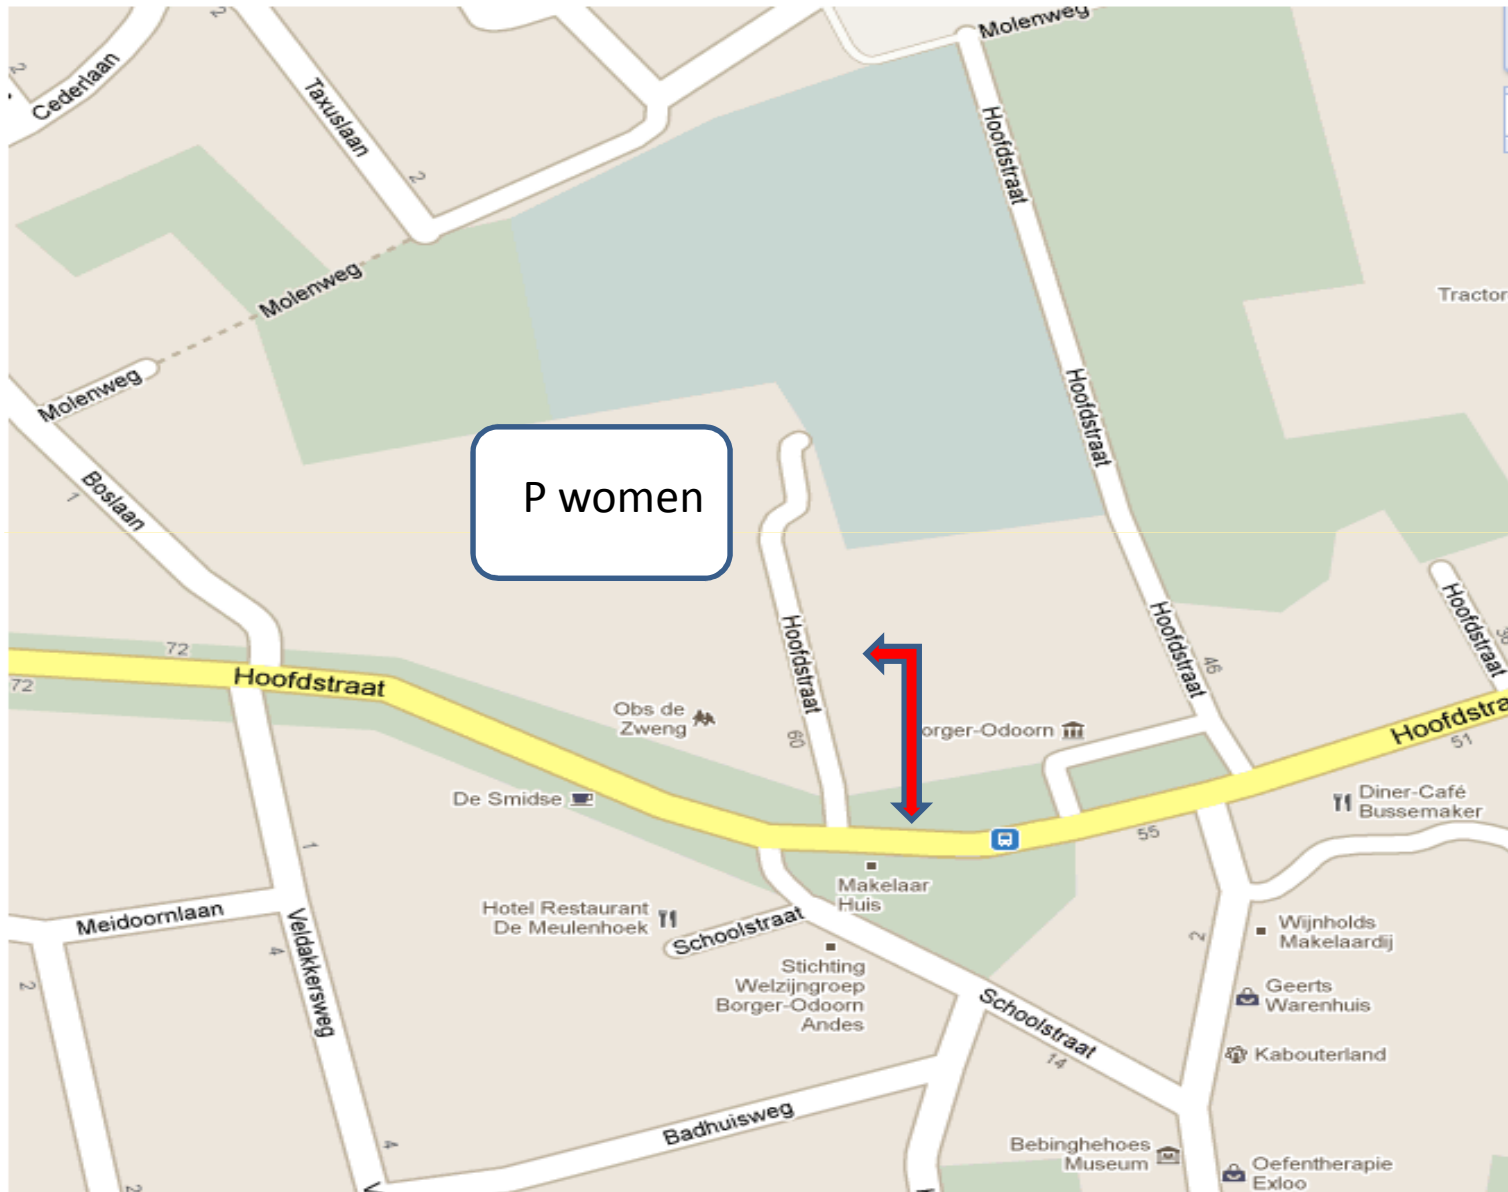 Molenweg
2
2
Cederlaan
Taxuslaan
2
Hoofdstraat
Molenweg
Tractor
Molenweg
Hoofdstraat
Boslaan
1
P women
Hoofdstraat
Hoofdstraat
46
Hoofdstraat
72
72
Hoofdstraat
Obs de
Zweng
60
orger-Odoorn
Hoofdstra
51
De Smidse
Diner-Café
Bussemaker
55
1
Makelaar
Huis
Meidoornlaan
Hotel Restaurant
De Meulenhoek
Schoolstraat
Veldakkersweg
4
2
Wijnholds
Makelaardij
2
Stichting
Welzijngroep
Borger-Odoorn
Andes
Geerts
Warenhuis
Schoolstraat
14
Kabouterland
Badhuisweg
4
Bebinghehoes
Museum
Oefentherapie
Exloo
2
V